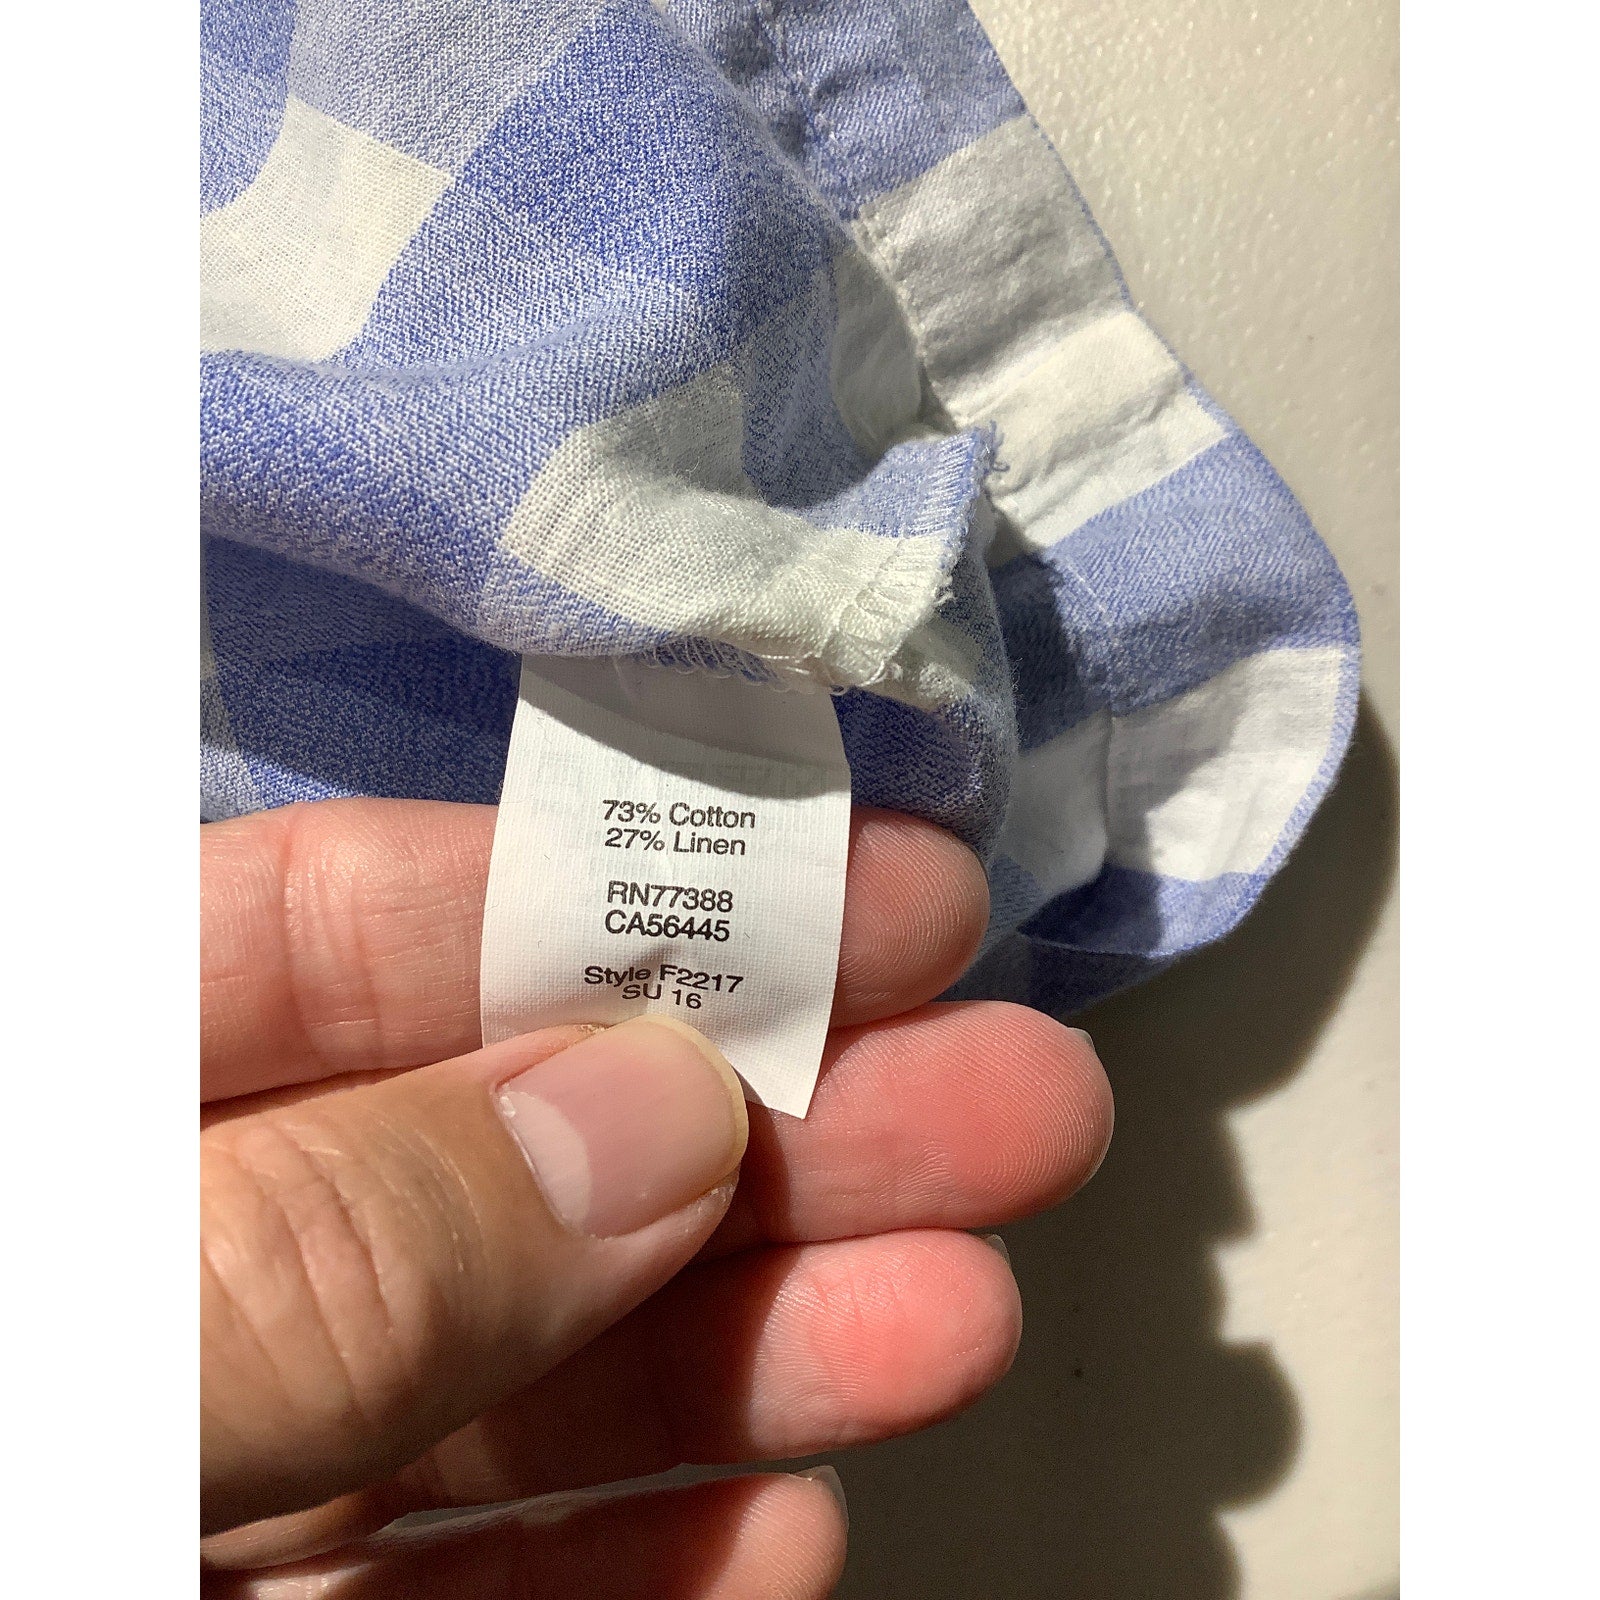 73% Cotton
27% Linen
RN77388
CA56445
Style F2217
SU 16